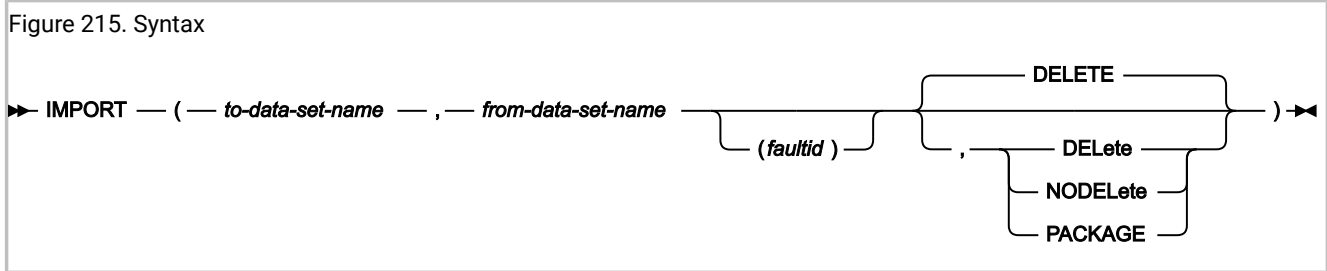 Figure 215. Syntax
DELETE
IMPORT ( to-data-set-name , from-data-set-name )
(faultid ) , DELete
NODELete
PACKAGE